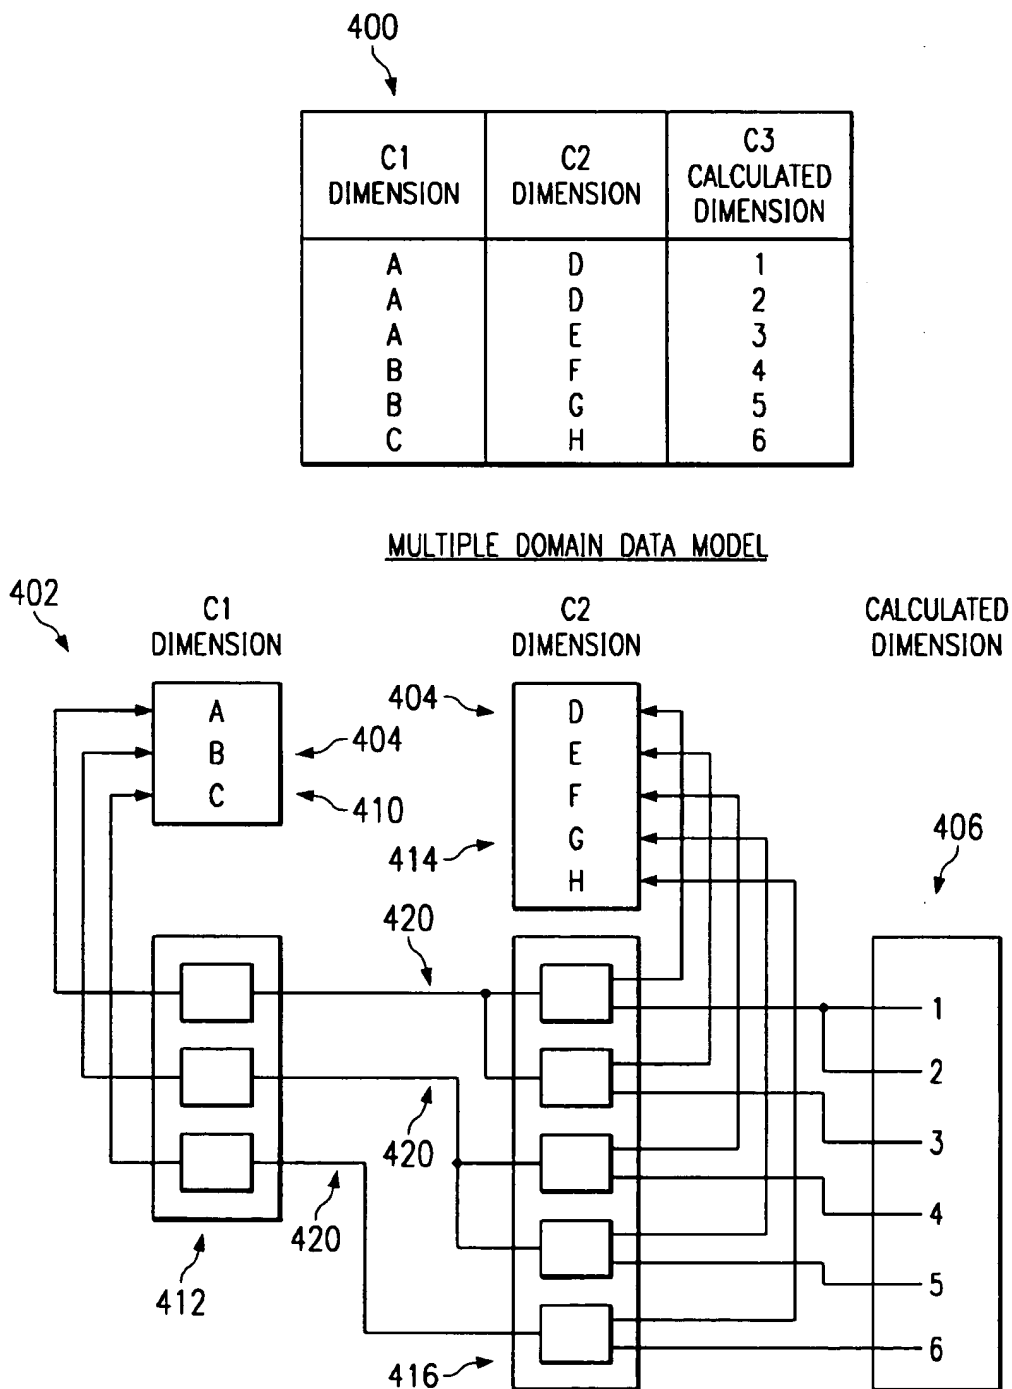 400
C1 DIMENSION
C2 DIMENSION
C3 CALCULATED DIMENSION
A D 1
A D 2
A E 3
B F 4
B G 5
C H 6
MULTIPLE DOMAIN DATA MODEL
402
C1 DIMENSION
C2 DIMENSION
CALCULATED DIMENSION
A
B
C
404
410
404
414
D
E
F
G
H
406
420
420
420
412
416
1
2
3
4
5
6